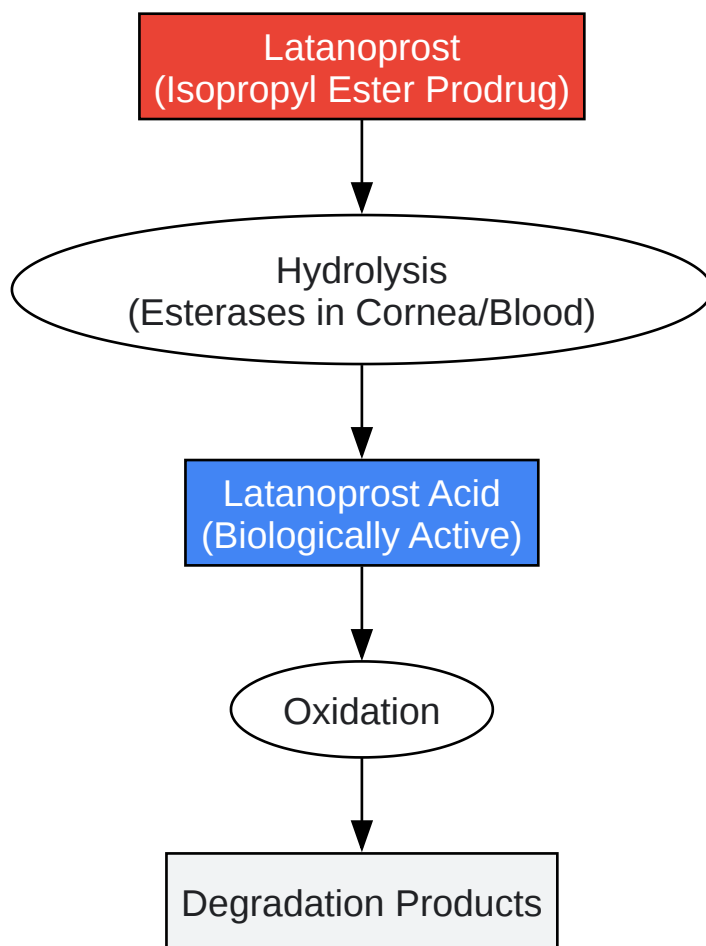 Latanoprost
(Isopropyl Ester Prodrug)
Hydrolysis
(Esterases in Cornea/Blood)
Latanoprost Acid
(Biologically Active)
Oxidation
Degradation Products